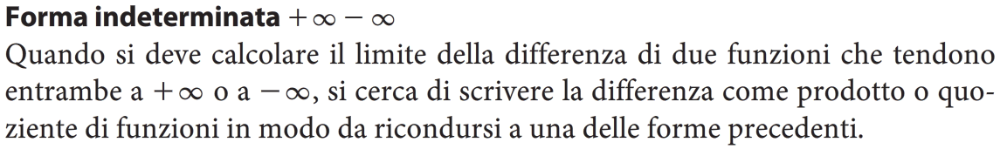 Forma indeterminata +∞ − ∞
Quando si deve calcolare il limite della differenza di due funzioni che tendono
entrambe a +∞ o a −∞, si cerca di scrivere la differenza come prodotto o quo-
ziente di funzioni in modo da ricondursi a una delle forme precedenti.